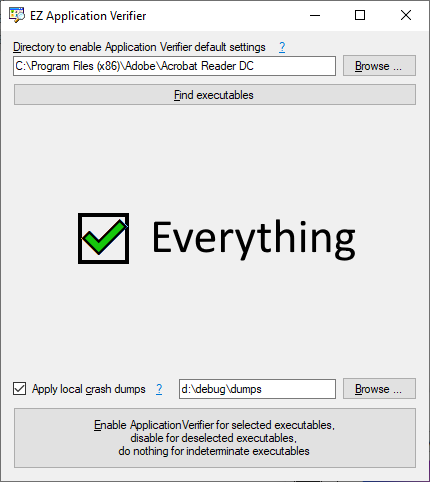 EZ Application Verifier
Directory to enable Application Verifier default settings ?
C:\Program Files (x86)\Adobe\Acrobat Reader DC Browse ...
Find executables
Everything
Apply local crash dumps ? d:\debug\dumps Browse ...
Enable ApplicationVerifier for selected executables,
disable for deselected executables,
do nothing for indeterminate executables